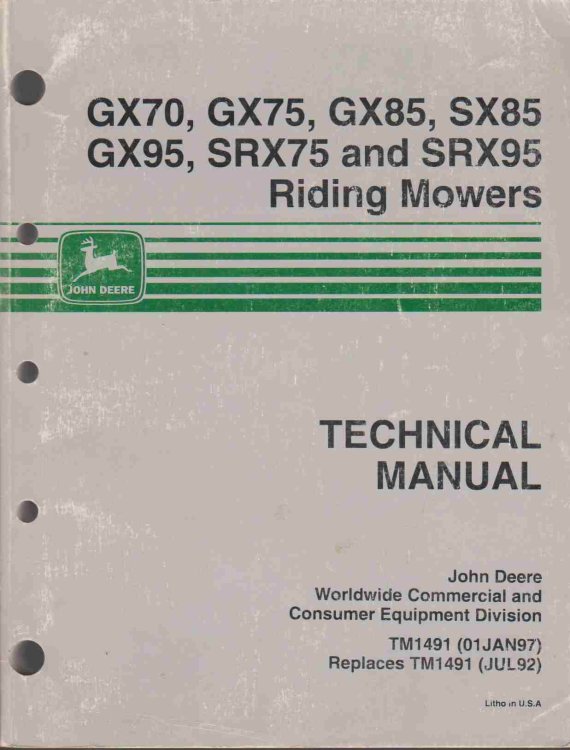 GX70, GX75, GX85, SX85
GX95, SRX75 and SRX95
Riding Mowers
JOHN DEERE
TECHNICAL
MANUAL
John Deere
Worldwide Commercial and
Consumer Equipment Division
TM1491 (01JAN97)
Replaces TM1491 (JUL92)
Litho in U.S.A